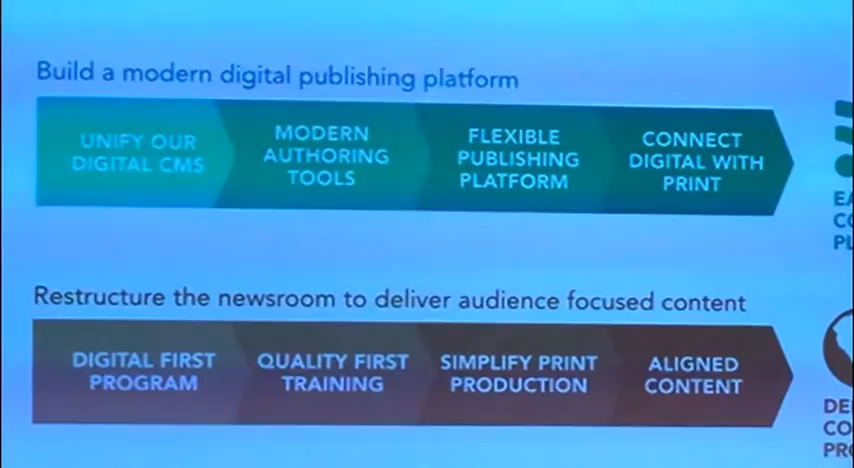 Build a modern digital publishing platform
UNIFY OUR
DIGITAL CMS
MODERN
AUTHORING
TOOLS
FLEXIBLE
PUBLISHING
PLATFORM
CONNECT
DIGITAL WITH
PRINT
Restructure the newsroom to deliver audience focused content
DIGITAL FIRST
PROGRAM
QUALITY FIRST
TRAINING
SIMPLIFY PRINT
PRODUCTION
ALIGNED
CONTENT